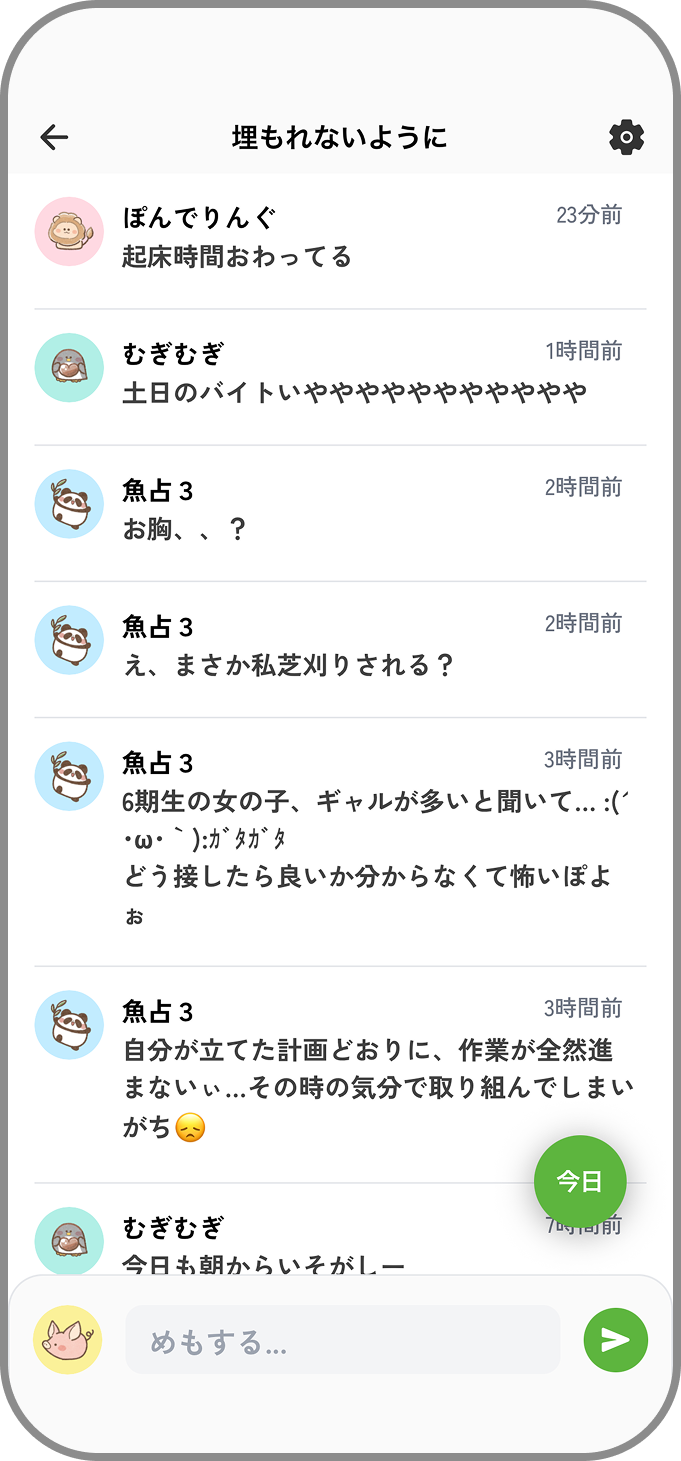 埋もれないように
ぽんでりんぐ
23分前
起床時間おわってる
むぎむぎ
1時間前
土日のバイトいややややややややややや
魚占3
2時間前
お胸、、？
魚占3
2時間前
え、まさか私芝刈りされる？
魚占3
3時間前
6期生の女の子、ギャルが多いと聞いて... :(´
･ω･｀):ｶﾞﾀｶﾞﾀ
どう接したら良いか分からなくて怖いぽよ
ぉ
魚占3
3時間前
自分が立てた計画どおりに、作業が全然進
まないぃ...その時の気分で取り組んでしまい
がち😞
今日
むぎむぎ
7時間前
今日も朝からいそがしー
めもする...